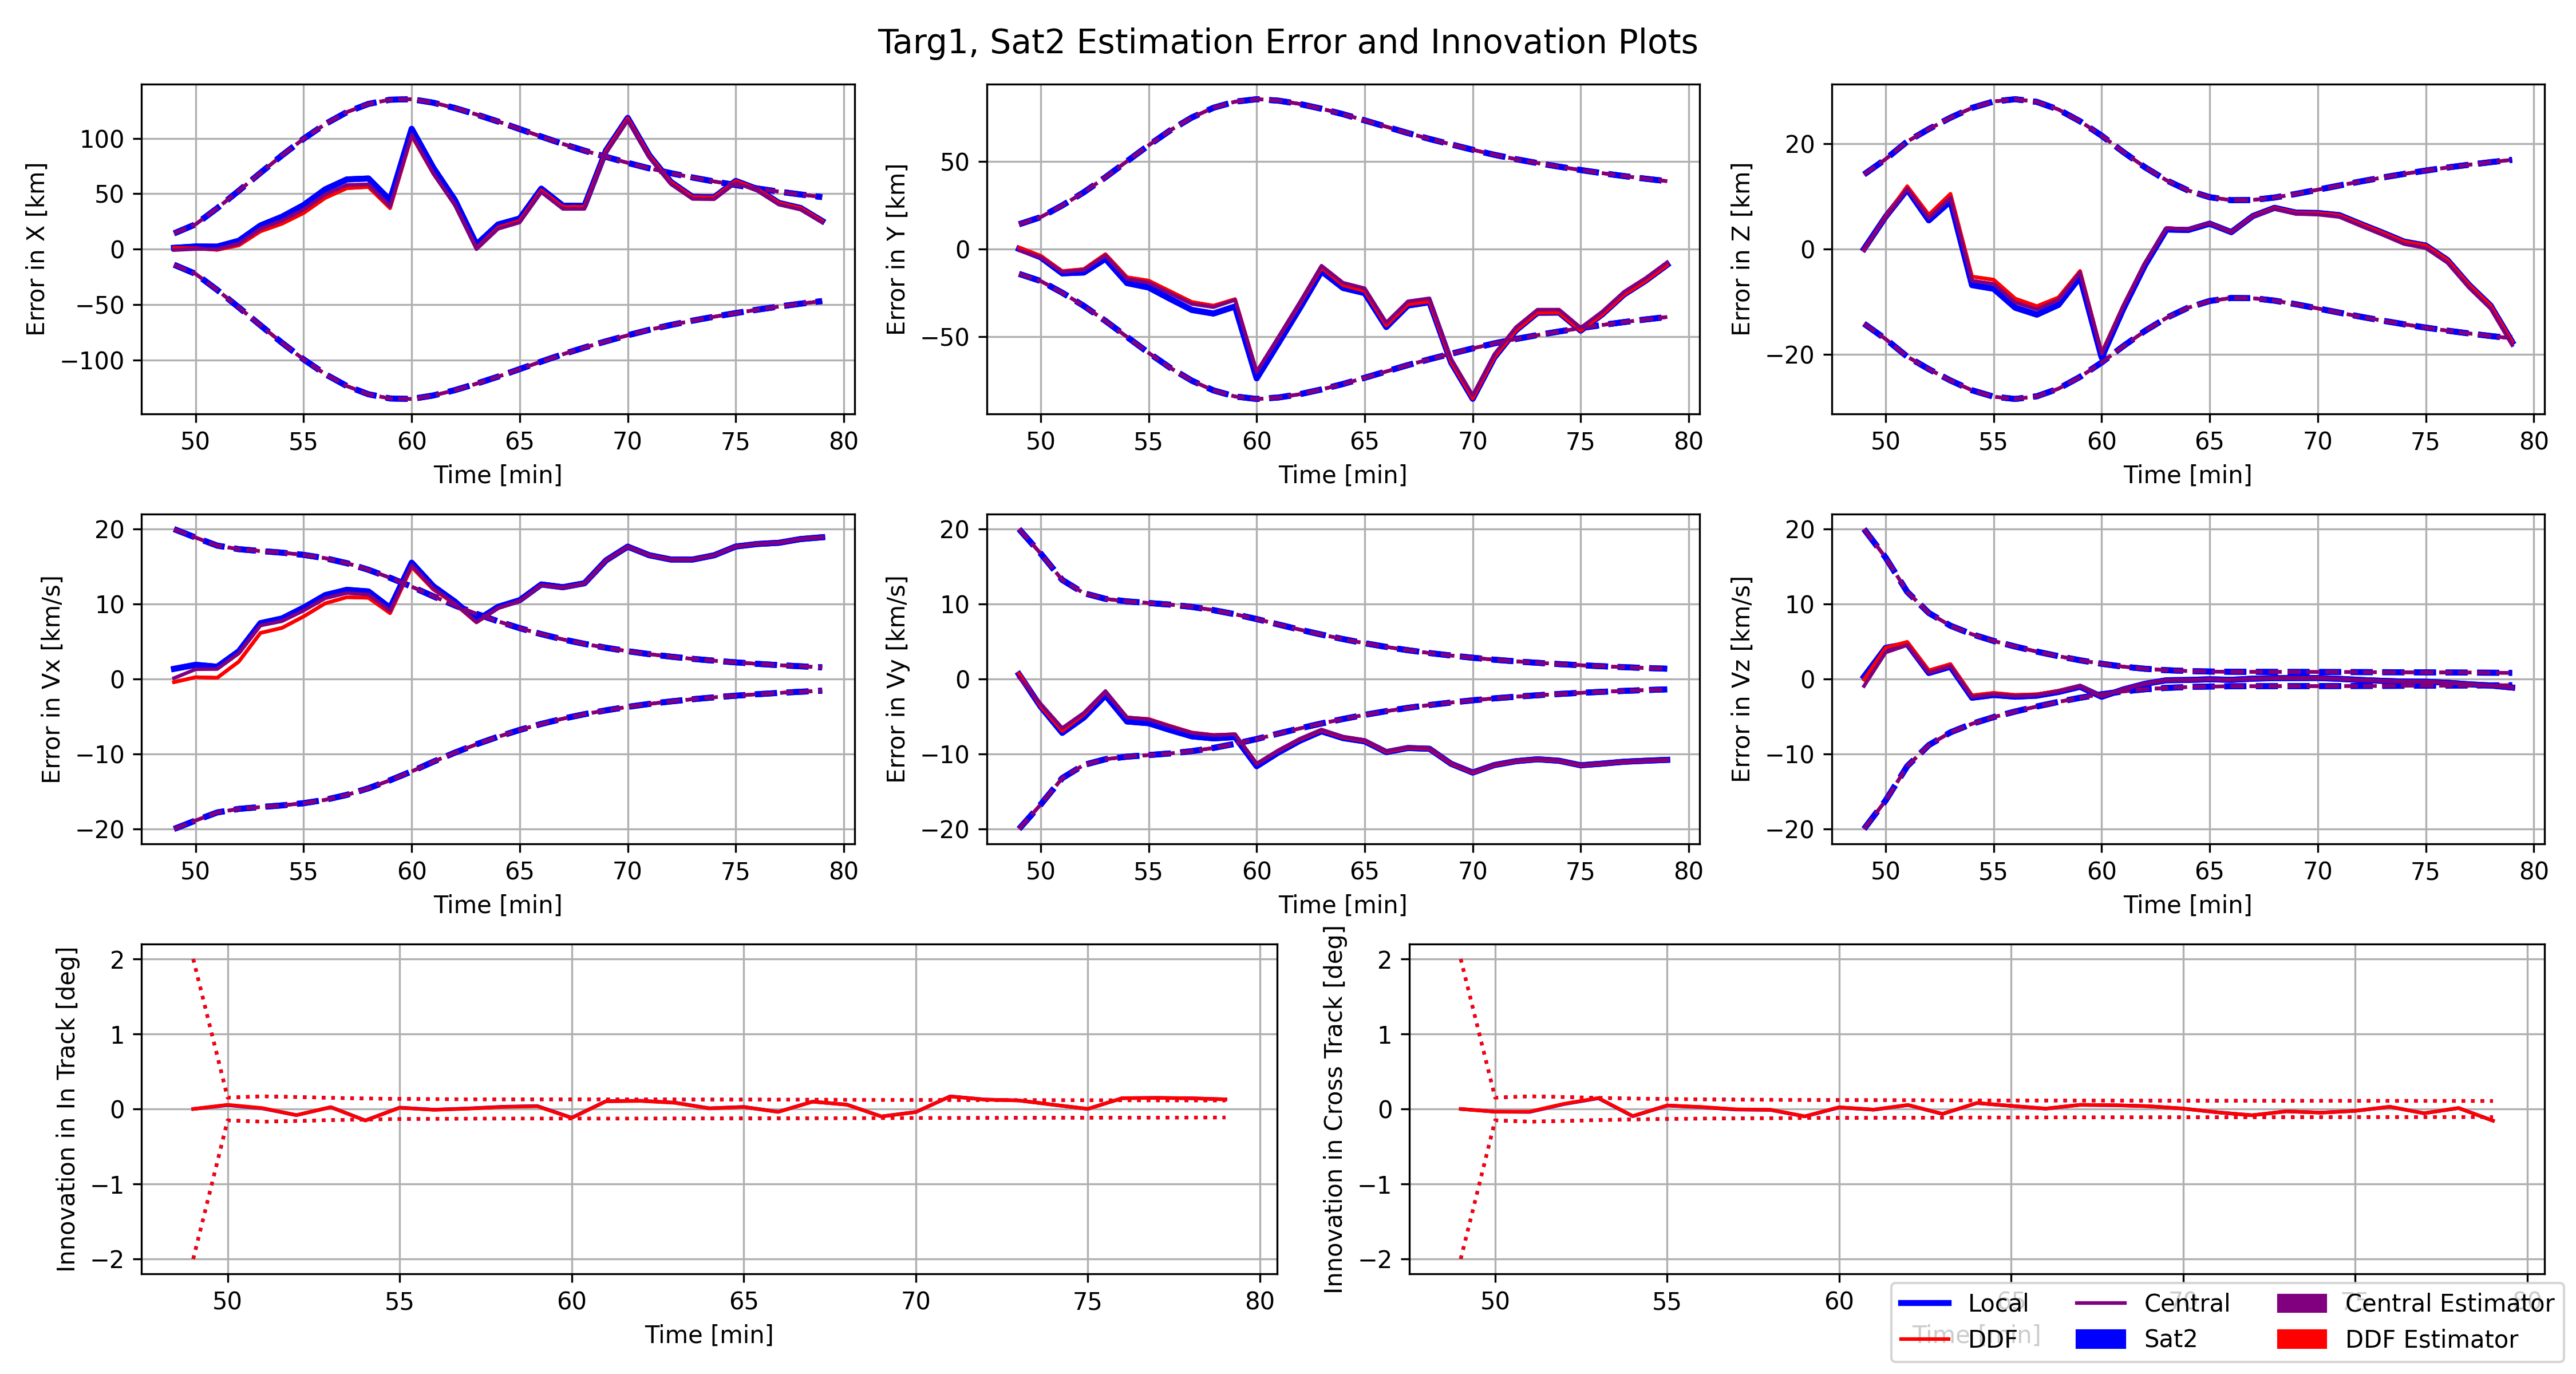 Targ1, Sat2 Estimation Error and Innovation Plots
Error in X [km]
100
50
0
−50
−100
50 55 60 65 70 75 80
Time [min]
Error in Y [km]
50
0
−50
50 55 60 65 70 75 80
Time [min]
Error in Z [km]
20
0
−20
50 55 60 65 70 75 80
Time [min]
Error in Vx [km/s]
20
10
0
−10
−20
50 55 60 65 70 75 80
Time [min]
Error in Vy [km/s]
20
10
0
−10
−20
50 55 60 65 70 75 80
Time [min]
Error in Vz [km/s]
20
10
0
−10
−20
50 55 60 65 70 75 80
Time [min]
Innovation in In Track [deg]
2
1
0
−1
−2
50 55 60 65 70 75 80
Time [min]
Innovation in Cross Track [deg]
2
1
0
−1
−2
50 55 60 65 70 75 80
Time [min]
Local Central Central Estimator
DDF Sat2 DDF Estimator